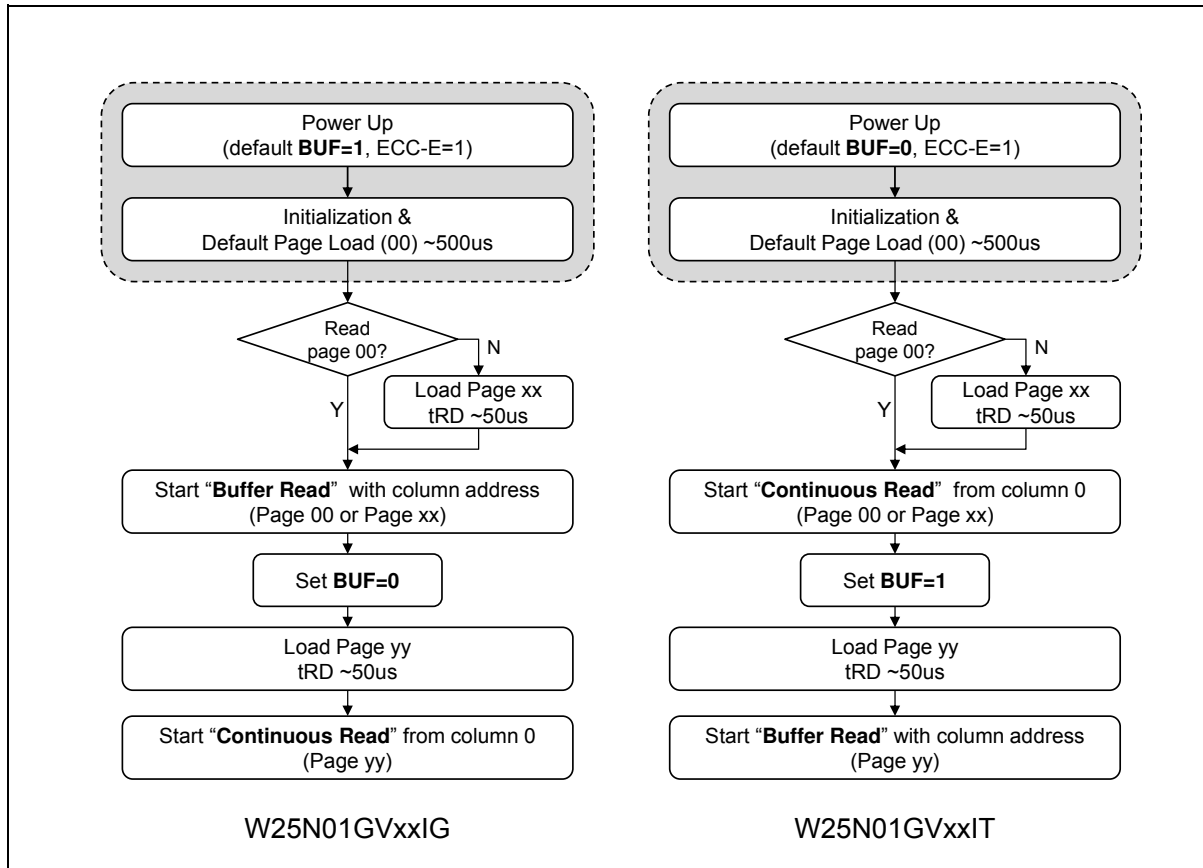 Power Up
(default BUF=1, ECC-E=1)
Initialization &
Default Page Load (00) ~500us
Read
page 00?
N
Load Page xx
tRD ~50us
Y
Start “Buffer Read” with column address
(Page 00 or Page xx)
Set BUF=0
Load Page yy
tRD ~50us
Start “Continuous Read” from column 0
(Page yy)
W25N01GVxxIG
Power Up
(default BUF=0, ECC-E=1)
Initialization &
Default Page Load (00) ~500us
Read
page 00?
N
Load Page xx
tRD ~50us
Y
Start “Continuous Read” from column 0
(Page 00 or Page xx)
Set BUF=1
Load Page yy
tRD ~50us
Start “Buffer Read” with column address
(Page yy)
W25N01GVxxIT